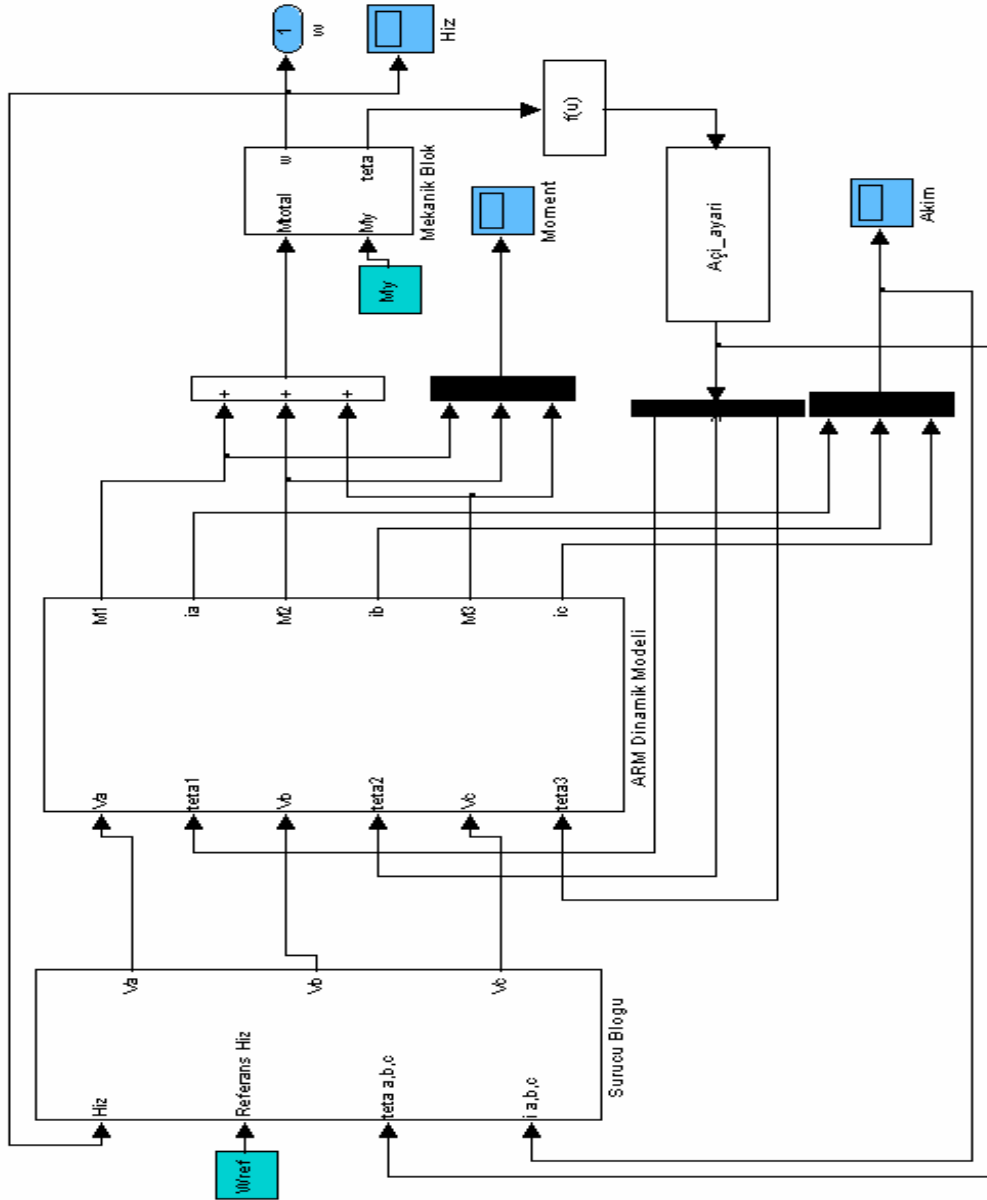 Wref
Hiz
Referans Hiz
teta a,b,c
i a,b,c
Va
Vb
Vc
Surucu Blogu
Va
teta1
Vb
teta2
Vc
teta3
M1
ia
M2
ib
M3
ic
ARM Dinamik Modeli
+
+
+
My
Mtotal
My
w
teta
Mekanik Blok
1
w
Hiz
Moment
f(u)
Açi_ayari
Akim